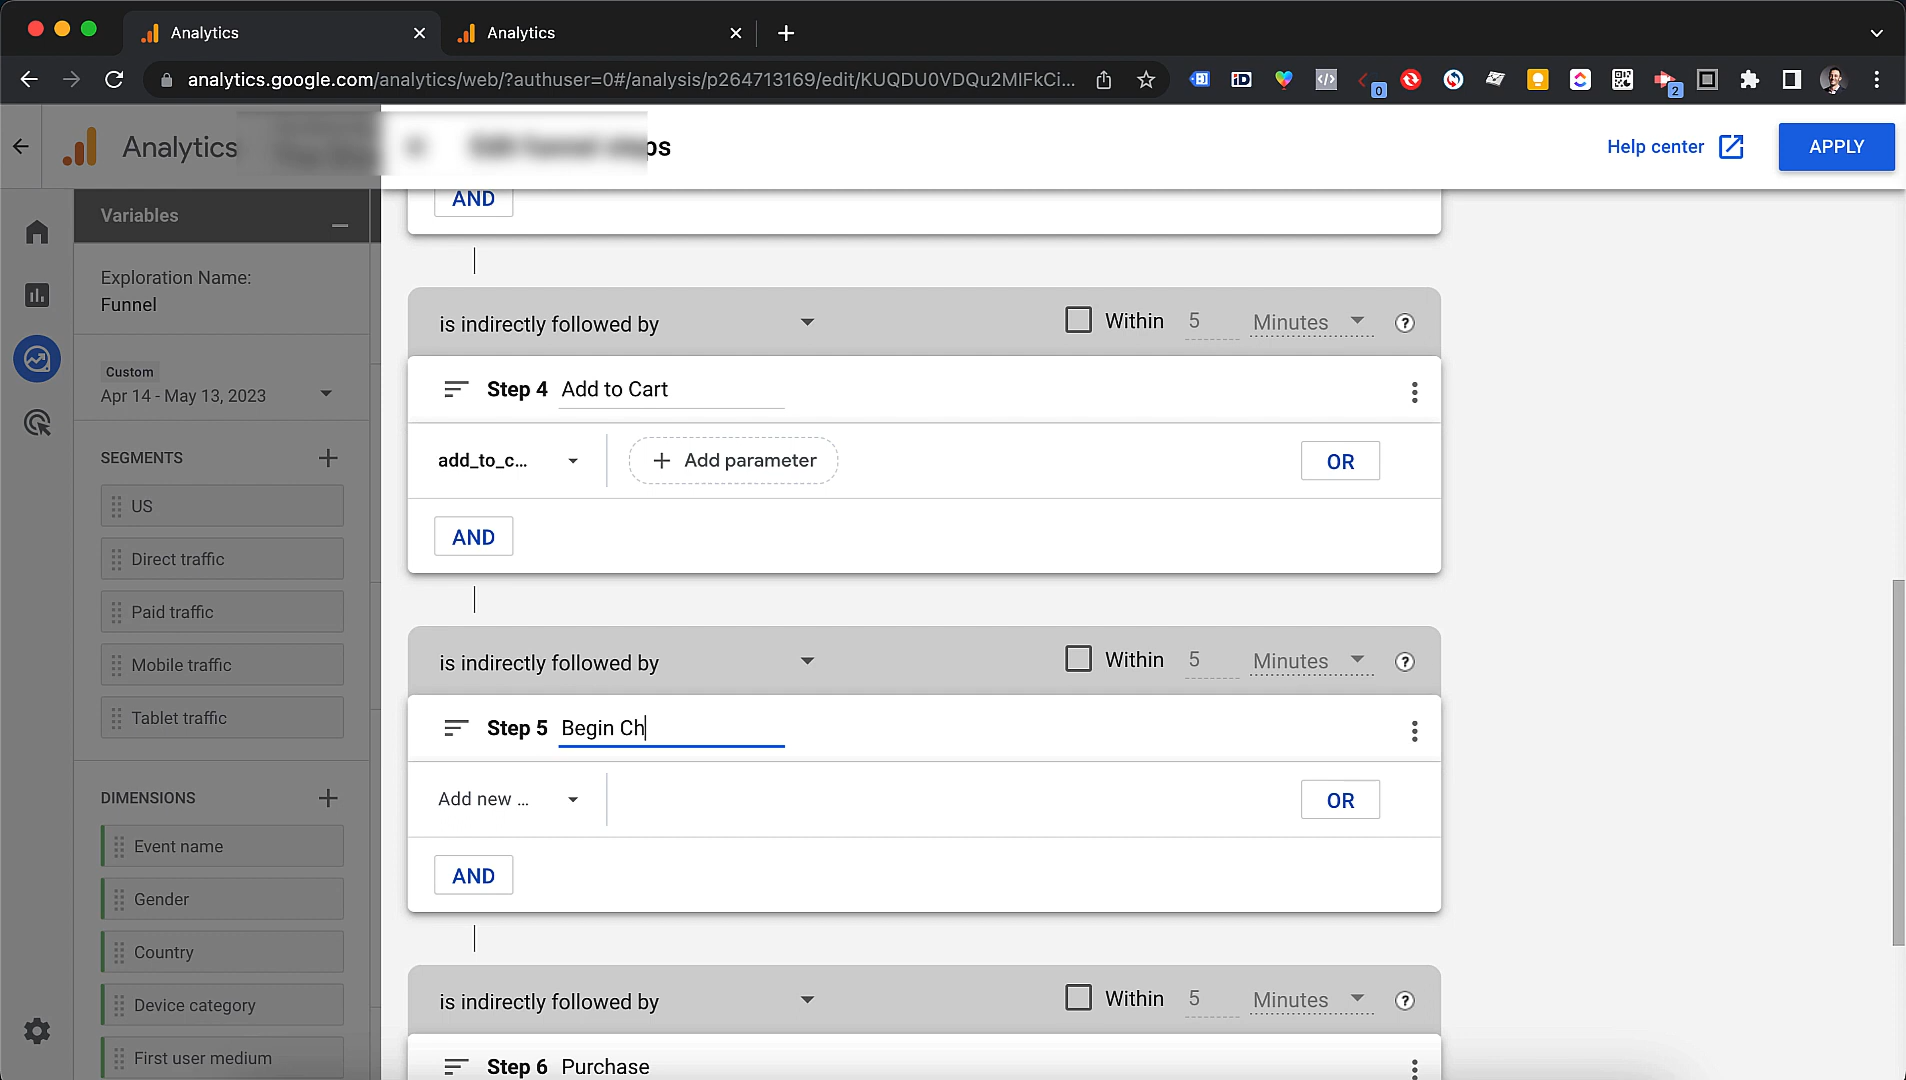 Analytics
Analytics
analytics.google.com/analytics/web/?authuser=0#/analysis/p264713169/edit/KUQDU0VDQu2MIFkCi...
0
2
Analytics
Help center
APPLY
Variables
Exploration Name:
Funnel
Custom
Apr 14 - May 13, 2023
SEGMENTS
US
Direct traffic
Paid traffic
Mobile traffic
Tablet traffic
DIMENSIONS
Event name
Gender
Country
Device category
First user medium
AND
is indirectly followed by
Within 5 Minutes ?
Step 4 Add to Cart
add_to_c...
+ Add parameter
OR
AND
is indirectly followed by
Within 5 Minutes ?
Step 5 Begin Ch
Add new ...
OR
AND
is indirectly followed by
Within 5 Minutes ?
Step 6 Purchase